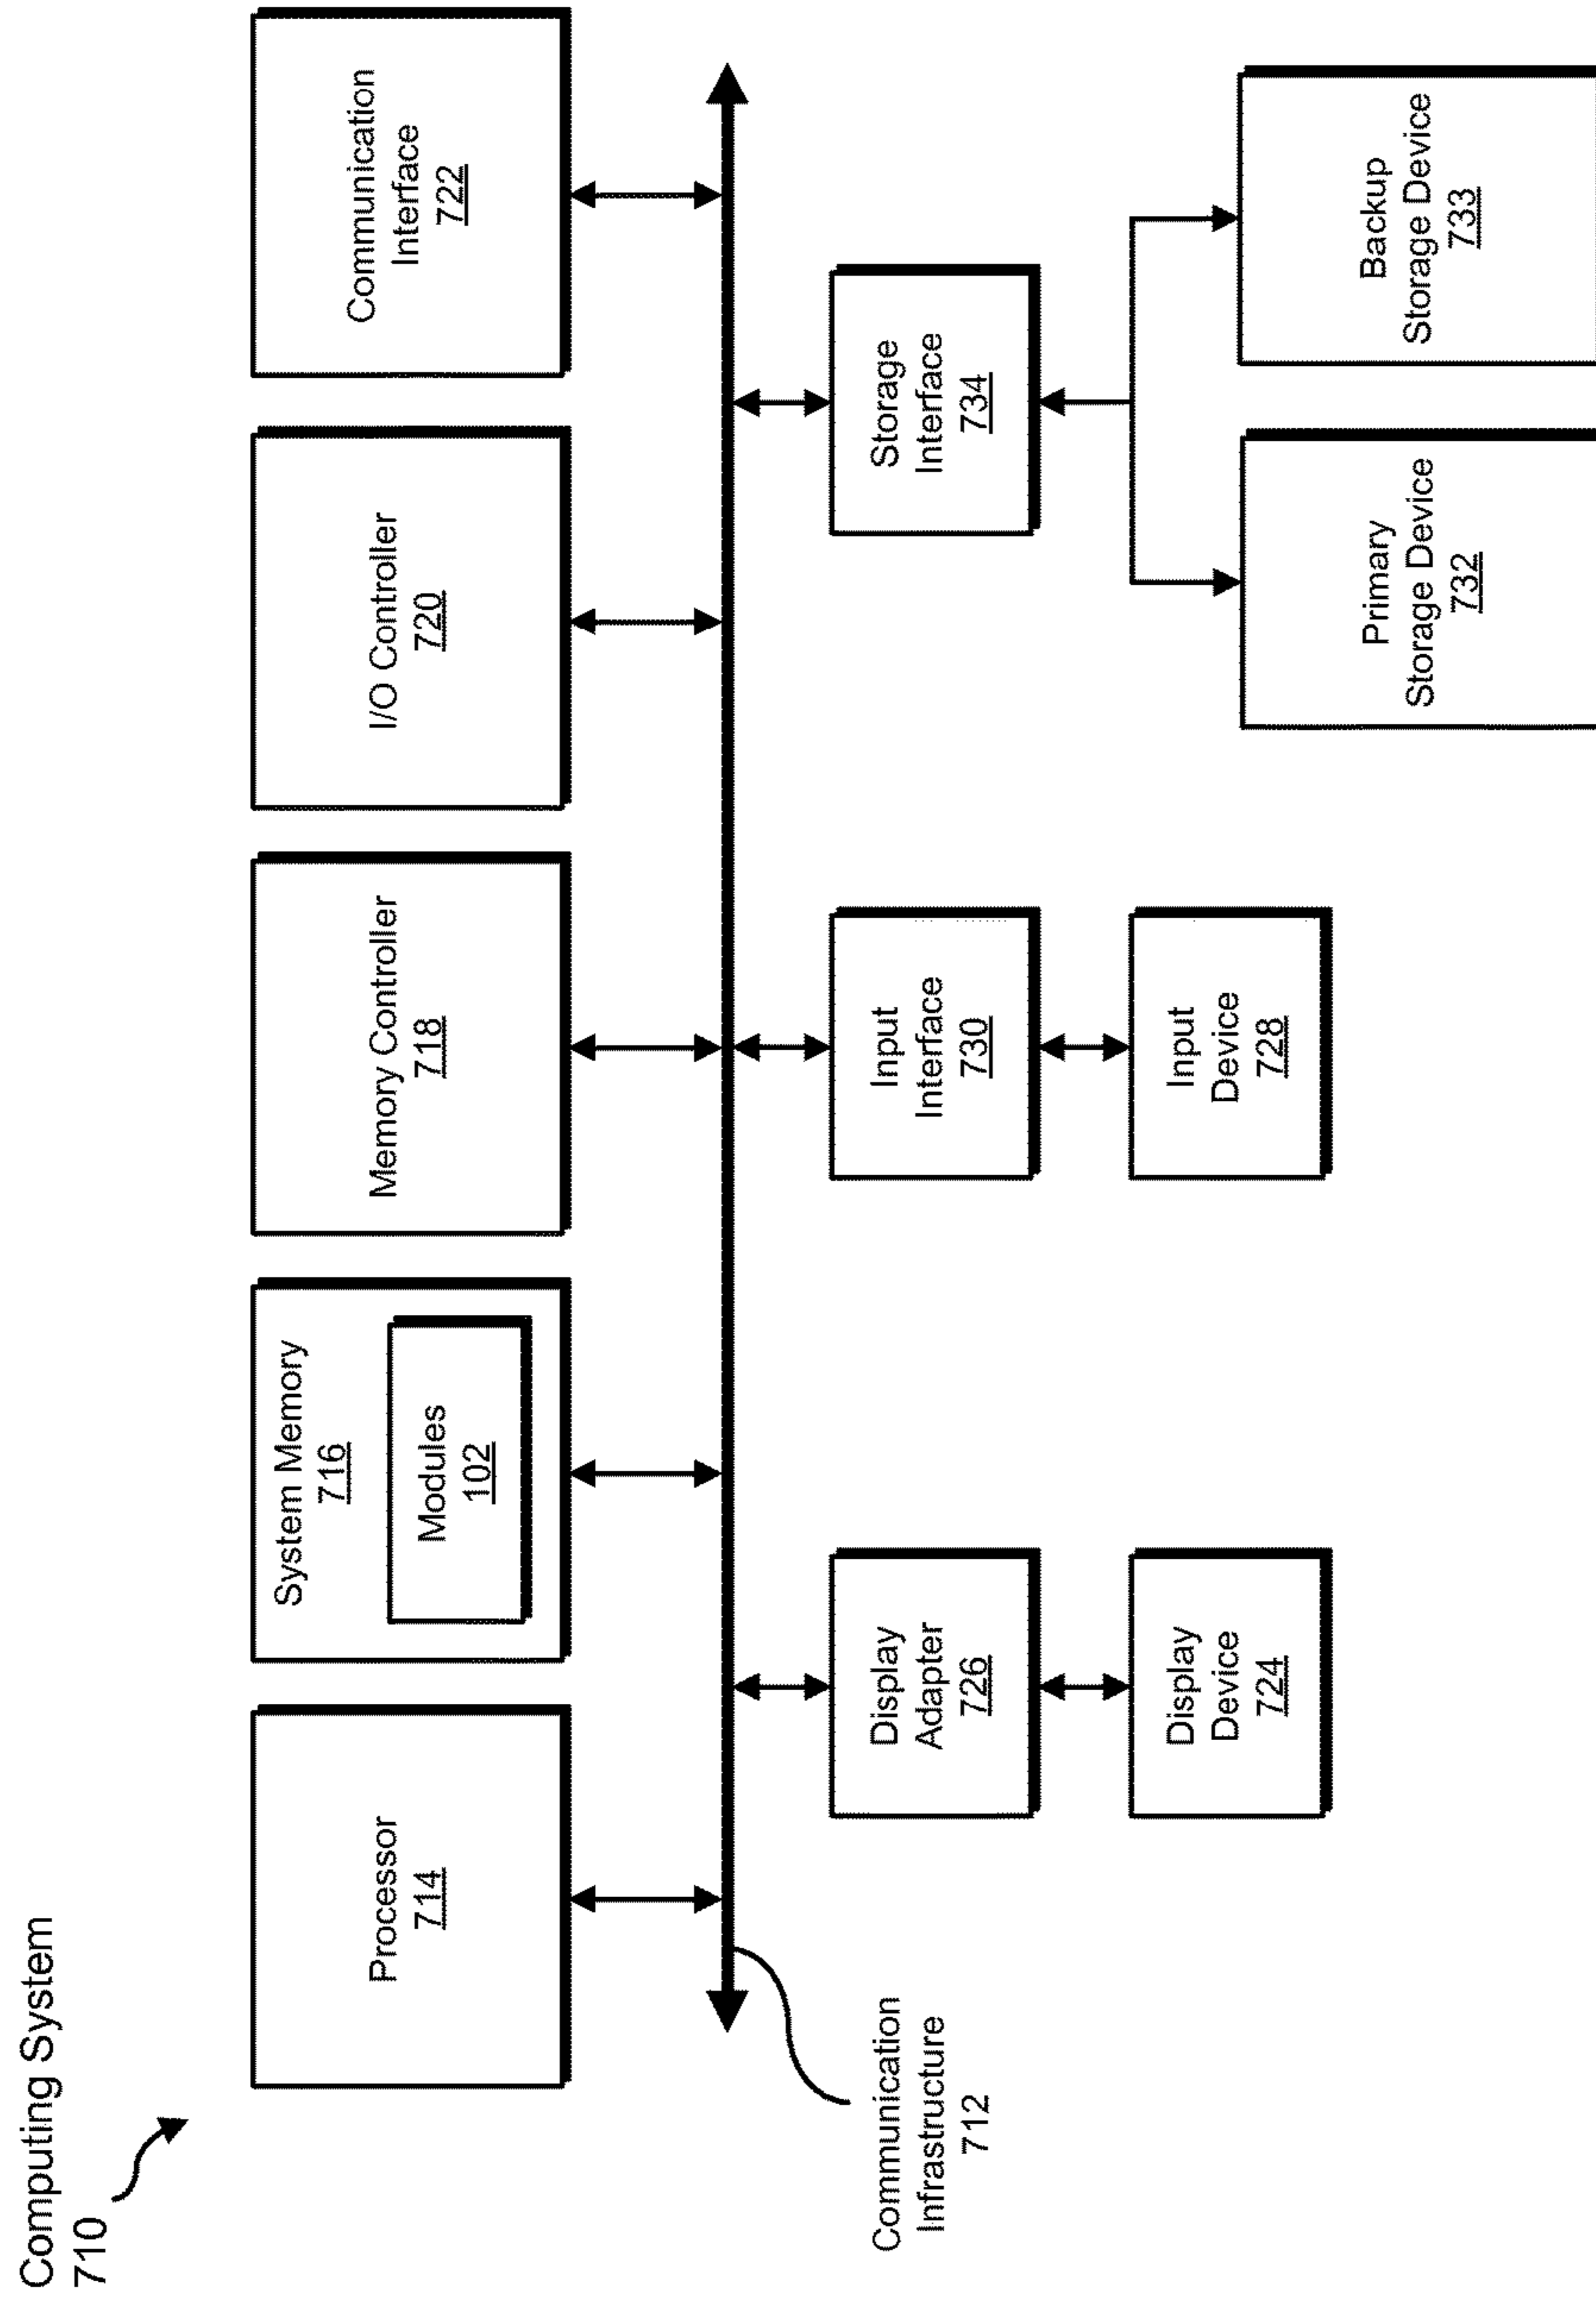 Computing System
710
Processor
714
System Memory
716
Modules
102
Memory Controller
718
I/O Controller
720
Communication
Interface
722
Communication
Infrastructure
712
Display
Adapter
726
Input
Interface
730
Storage
Interface
734
Display
Device
724
Input
Device
728
Primary
Storage Device
732
Backup
Storage Device
733